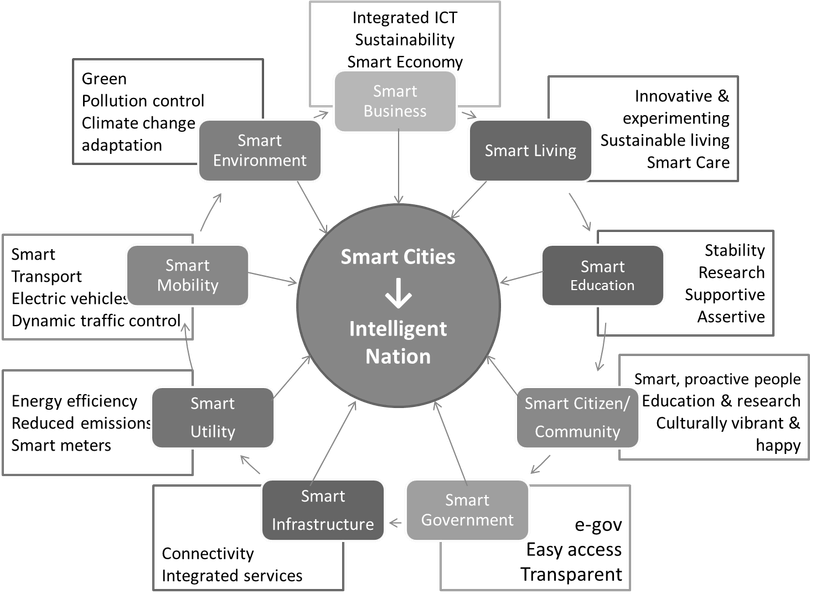 Integrated ICT
Sustainability
Smart Economy
Smart
Business
Innovative &
experimenting
Sustainable living
Smart Care
Smart Living
Stability
Research
Supportive
Assertive
Smart
Education
Smart, proactive people
Education & research
Culturally vibrant &
happy
Smart Citizen/
Community
e-gov
Easy access
Transparent
Smart
Government
Smart
Infrastructure
Connectivity
Integrated services
Energy efficiency
Reduced emissions
Smart meters
Smart
Utility
Smart
Transport
Electric vehicles
Dynamic traffic control
Smart
Mobility
Green
Pollution control
Climate change
adaptation
Smart
Environment
Smart Cities
Intelligent
Nation